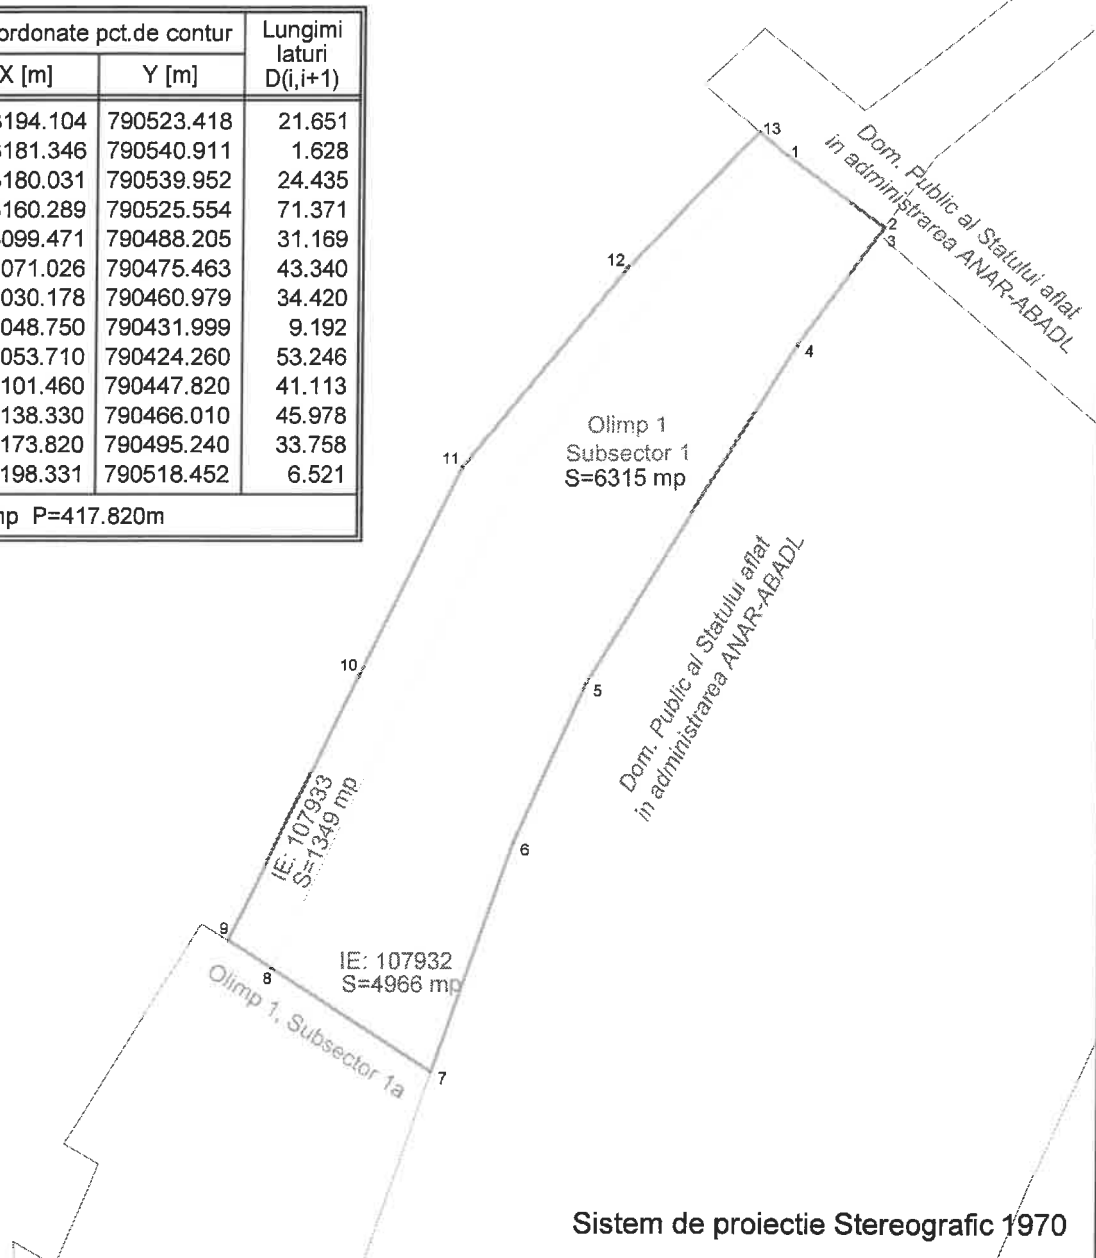 ordonate pct.de contur Lungimi
laturi
X [m] Y [m] D(i,i+1)
194.104 790523.418 21.651
181.346 790540.911 1.628
180.031 790539.952 24.435
160.289 790525.554 71.371
099.471 790488.205 31.169
071.026 790475.463 43.340
030.178 790460.979 34.420
048.750 790431.999 9.192
053.710 790424.260 53.246
101.460 790447.820 41.113
138.330 790466.010 45.978
173.820 790495.240 33.758
198.331 790518.452 6.521
P=417.820m
13
1
Dom. Public al Statului aflat
in administrarea ANAR-ABADL
2
3
12
4
Olimp 1
Subsector 1
S=6315 mp
11
Dom. Public al Statului aflat
in administrarea ANAR-ABADL
10
5
IE: 107933
S=1349 mp
6
9
8
IE: 107932
S=4966 mp
Olimp 1, Subsector 1a
7
Sistem de proiectie Stereografic 1970